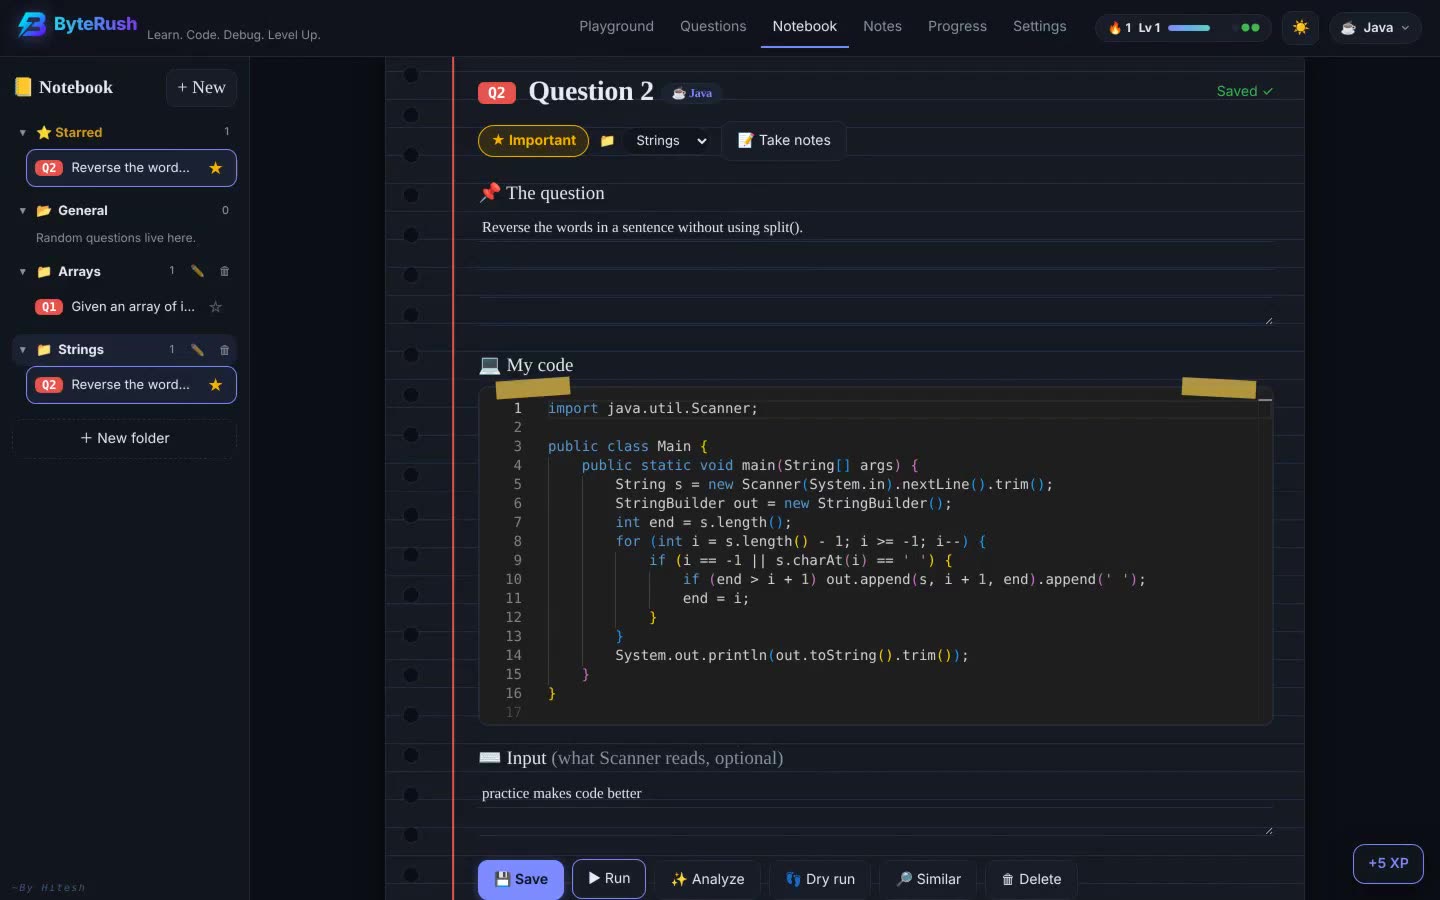 ByteRush
Learn. Code. Debug. Level Up.
Playground Questions Notebook Notes Progress Settings
1 Lv 1
Java
Notebook
+ New
Starred 1
Q2 Reverse the word...
General 0
Random questions live here.
Arrays 1
Q1 Given an array of i...
Strings 1
Q2 Reverse the word...
+ New folder
~By Hitesh
Q2 Question 2 Java
Saved ✓
★ Important
Strings
Take notes
The question
Reverse the words in a sentence without using split().
My code
1 import java.util.Scanner;
2
3 public class Main {
4 public static void main(String[] args) {
5 String s = new Scanner(System.in).nextLine().trim();
6 StringBuilder out = new StringBuilder();
7 int end = s.length();
8 for (int i = s.length() - 1; i >= -1; i--) {
9 if (i == -1 || s.charAt(i) == ' ') {
10 if (end > i + 1) out.append(s, i + 1, end).append(' ');
11 end = i;
12 }
13 }
14 System.out.println(out.toString().trim());
15 }
16 }
17
Input (what Scanner reads, optional)
practice makes code better
Save
Run
Analyze
Dry run
Similar
Delete
+5 XP